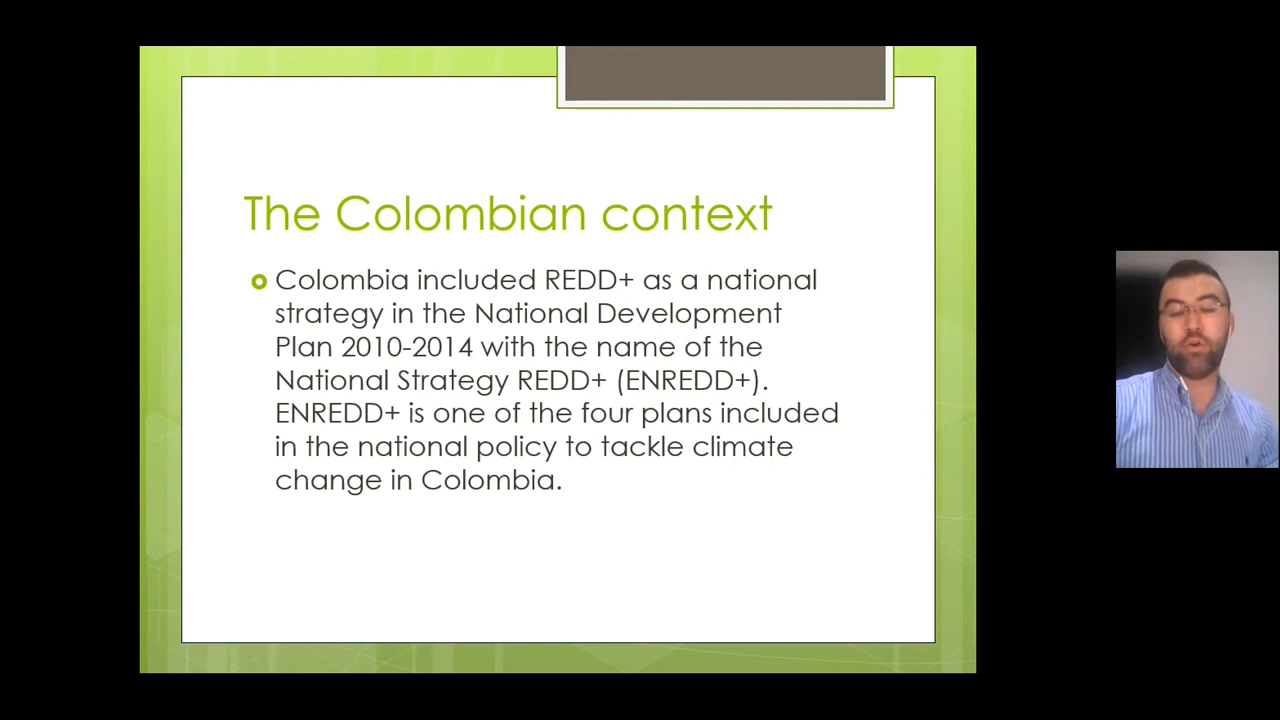 The Colombian context
Colombia included REDD+ as a national
strategy in the National Development
Plan 2010-2014 with the name of the
National Strategy REDD+ (ENREDD+).
ENREDD+ is one of the four plans included
in the national policy to tackle climate
change in Colombia.